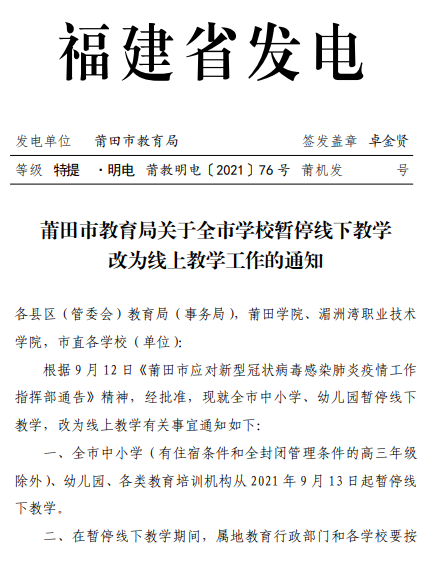 福建省发电
发电单位 莆田市教育局 签发盖章 卓金贤
等级 特提 ·明电 莆教明电〔2021〕76号 莆机发 号
莆田市教育局关于全市学校暂停线下教学
改为线上教学工作的通知
各县区（管委会）教育局（事务局），莆田学院、湄洲湾职业技术
学院，市直各学校（单位）：
根据9月12日《莆田市应对新型冠状病毒感染肺炎疫情工作
指挥部通告》精神，经批准，现就全市中小学、幼儿园暂停线下
教学，改为线上教学有关事宜通知如下：
一、全市中小学（有住宿条件和全封闭管理条件的高三年级
除外）、幼儿园、各类教育培训机构从2021年9月13日起暂停线
下教学。
二、在暂停线下教学期间，属地教育行政部门和各学校要按